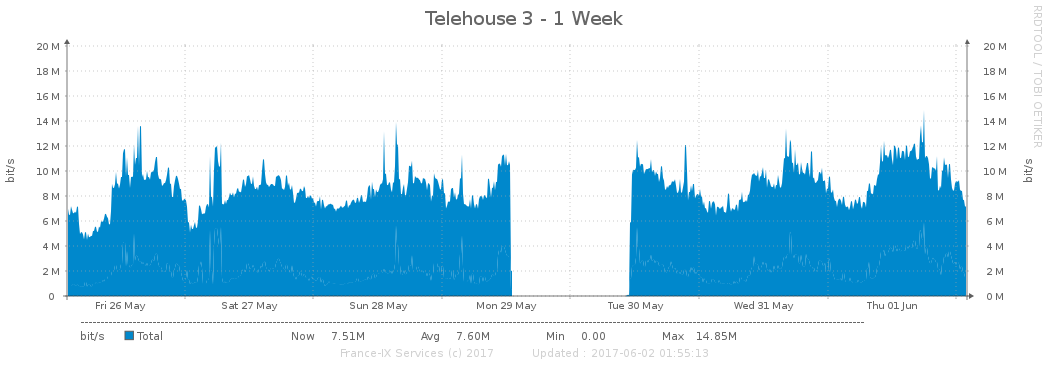 Telehouse 3 - 1 Week
RRDTOOL / TOBI OETIKER
bit/s
20 M 20 M
18 M 18 M
16 M 16 M
14 M 14 M
12 M 12 M
10 M 10 M
8 M 8 M
6 M 6 M
4 M 4 M
2 M 2 M
0 0 M
bit/s
Fri 26 May Sat 27 May Sun 28 May Mon 29 May Tue 30 May Wed 31 May Thu 01 Jun
bit/s Total Now 7.51M Avg 7.60M Min 0.00 Max 14.85M
France-IX Services (c) 2017 Updated : 2017-06-02 01:55:13